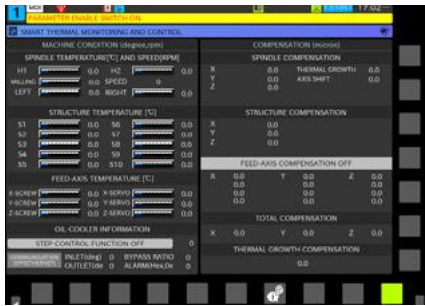 1 MDI
17:02
PARAMETER ENABLE SWITCH ON
SMART THERMAL MONITORING AND CONTROL
MACHINE CONDITION (degree,rpm)
SPINDLE TEMPERATURE[℃] AND SPEED[RPM]
H1 0.0 H2 0.0
MILLING 0.0 SPEED 0
LEFT 0.0 RIGHT 0.0
STRUCTURE TEMPERATURE [℃]
S1 0.0 S6 0.0
S2 0.0 S7 0.0
S3 0.0 S8 0.0
S4 0.0 S9 0.0
S5 0.0 S10 0.0
FEED-AXIS TEMPERATURE [℃]
X-SCREW 0.0 X-SERVO 0.0
Y-SCREW 0.0 Y-SERVO 0.0
Z-SCREW 0.0 Z-SERVO 0.0
OIL-COOLER INFORMATION
STEP CONTROL FUNCTION OFF 0
COMMUNICATION OFF(ETHERNET)
INLET(deg) 0 BYPASS RATIO 0
OUTLET(de 0 ALARM(Hex,0x 0
COMPENSATION (micron)
SPINDLE COMPENSATION
X 0.0 THERMAL GROWTH 0.0
Y 0.0 AXIS SHIFT 0.0
Z 0.0
STRUCTURE COMPENSATION
X 0.0
Y 0.0
Z 0.0
FEED-AXIS COMPENSATION OFF
X 0.0 Y 0.0 Z 0.0
0.0 0.0 0.0
0.0 0.0 0.0
TOTAL COMPENSATION
X 0.0 Y 0.0 Z 0.0
THERMAL GROWTH COMPENSATION
0.0